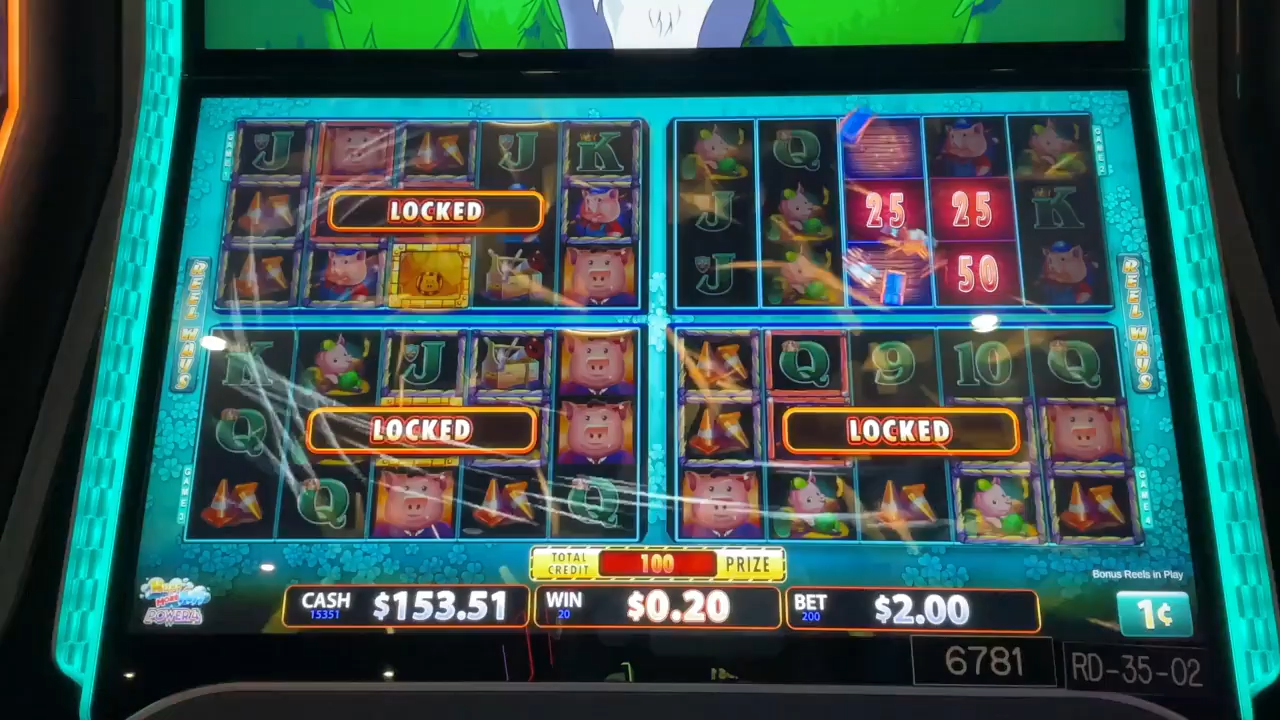 J J K
Q
LOCKED
25 25
J K
50
J
REEL WAYS
REEL WAYS
K J
Q 9 10 Q
Q
LOCKED
LOCKED
Q Q
TOTAL CREDIT 100 PRIZE
Bonus Reels in Play
CASH 15351 $153.51
WIN 20 $0.20
BET 200 $2.00
1¢
6781
RD-35-02